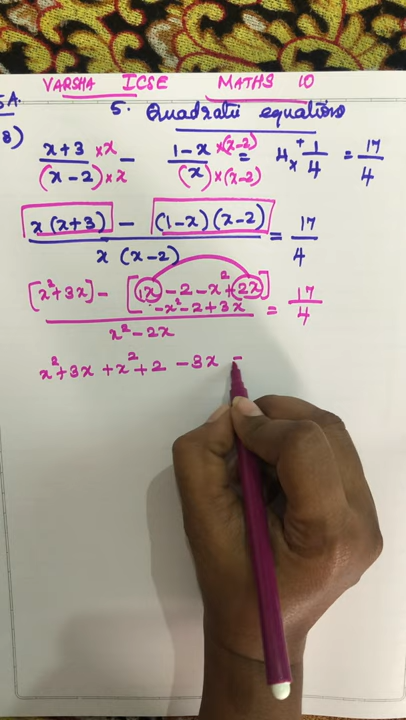 VARSHA ICSE MATHS 10
5A.
5. Quadratic equations
8) x+3 ×x / (x-2) ×x - 1-x ×(x-2) / (x) ×(x-2) = 4 × + 1/4 = 17/4
x(x+3) - (1-x)(x-2) / x(x-2) = 17/4
[x²+3x] - [1x - 2 - x² + 2x] = 17/4
-x² - 2 + 3x
x² - 2x
x² + 3x + x² + 2 - 3x =